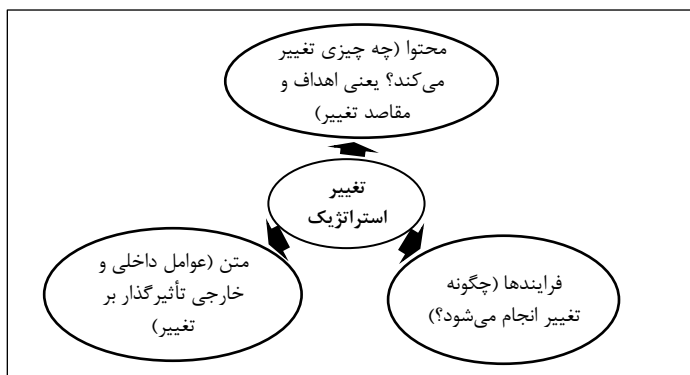 محتوا (چه چیزی تغییر
می‌کند؟ یعنی اهداف و
مقاصد تغییر)
تغییر
استراتژیک
فرایندها (چگونه
تغییر انجام می‌شود؟)
متن (عوامل داخلی و
خارجی تأثیرگذار بر
تغییر)